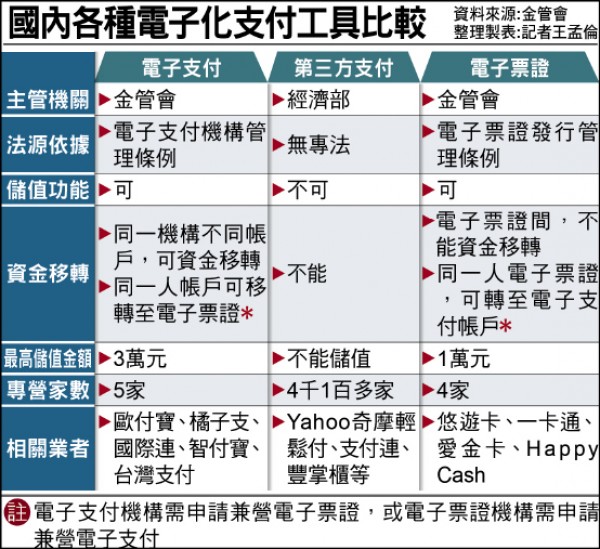 國內各種電子化支付工具比較
資料來源:金管會
整理製表:記者王孟倫
電子支付 第三方支付 電子票證
主管機關 ▶金管會 ▶經濟部 ▶金管會
法源依據 ▶電子支付機構管理條例 ▶無專法 ▶電子票證發行管理條例
儲值功能 ▶可 ▶不可 ▶可
資金移轉
▶同一機構不同帳
戶，可資金移轉
▶同一人帳戶可移
轉至電子票證*
▶不能
▶電子票證間，不
能資金移轉
▶同一人電子票證
，可轉至電子支
付帳戶*
最高儲值金額 ▶3萬元 ▶不能儲值 ▶1萬元
專營家數 ▶5家 ▶4千1百多家 ▶4家
相關業者
▶歐付寶、橘子支、
國際連、智付寶、
台灣支付
▶Yahoo奇摩輕
鬆付、支付連、
豐掌櫃等
▶悠遊卡、一卡通、
愛金卡、Happy
Cash
註 電子支付機構需申請兼營電子票證，或電子票證機構需申請
兼營電子支付